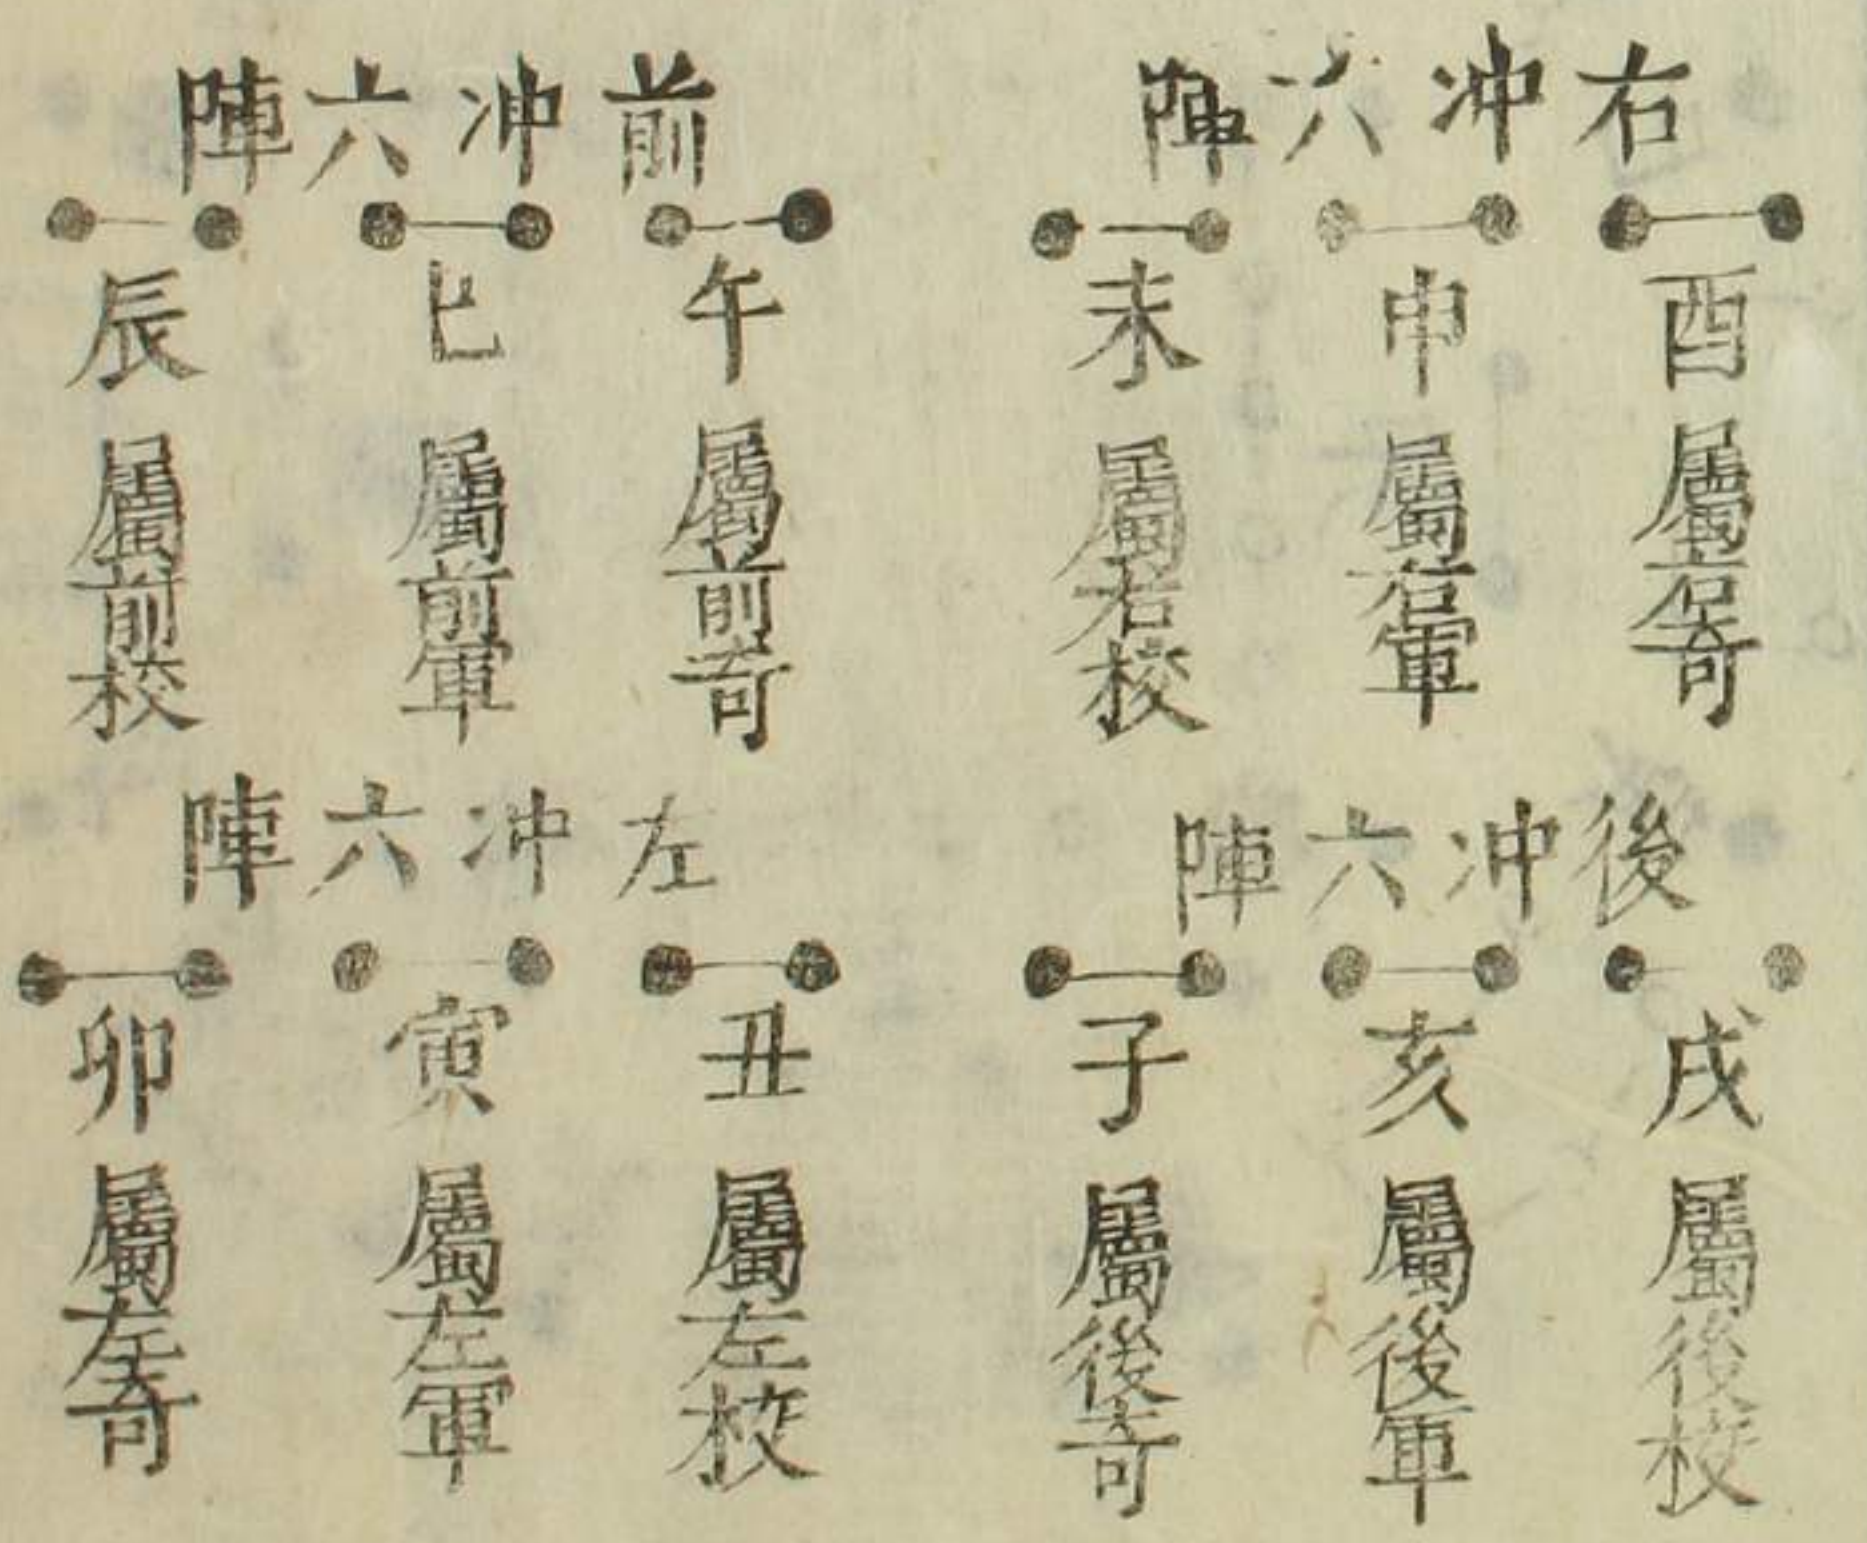 右冲六陣
酉屬右奇
申屬右軍
未屬右校
前冲六陣
午屬前奇
巳屬前軍
辰屬前校
後冲六陣
戌屬後校
亥屬後軍
子屬後奇
左冲六陣
丑屬左校
寅屬左軍
卯屬左奇